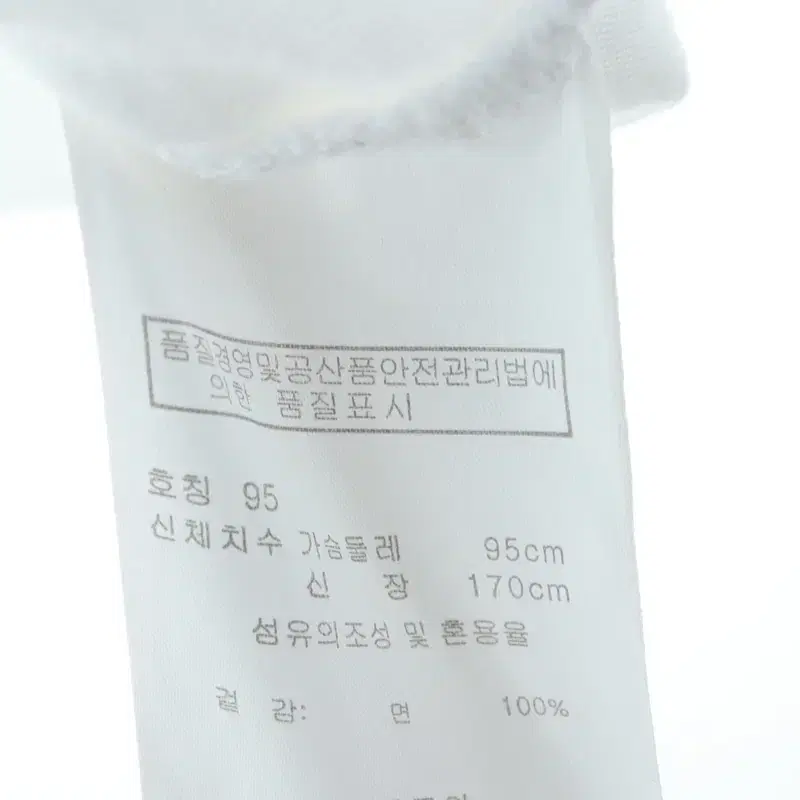 품질경영및공산품안전관리법에
의한 품질표시
호칭 95
신체치수 가슴둘레 95cm
신 장 170cm
섬유의조성 및 혼용율
겉 감: 면 100%